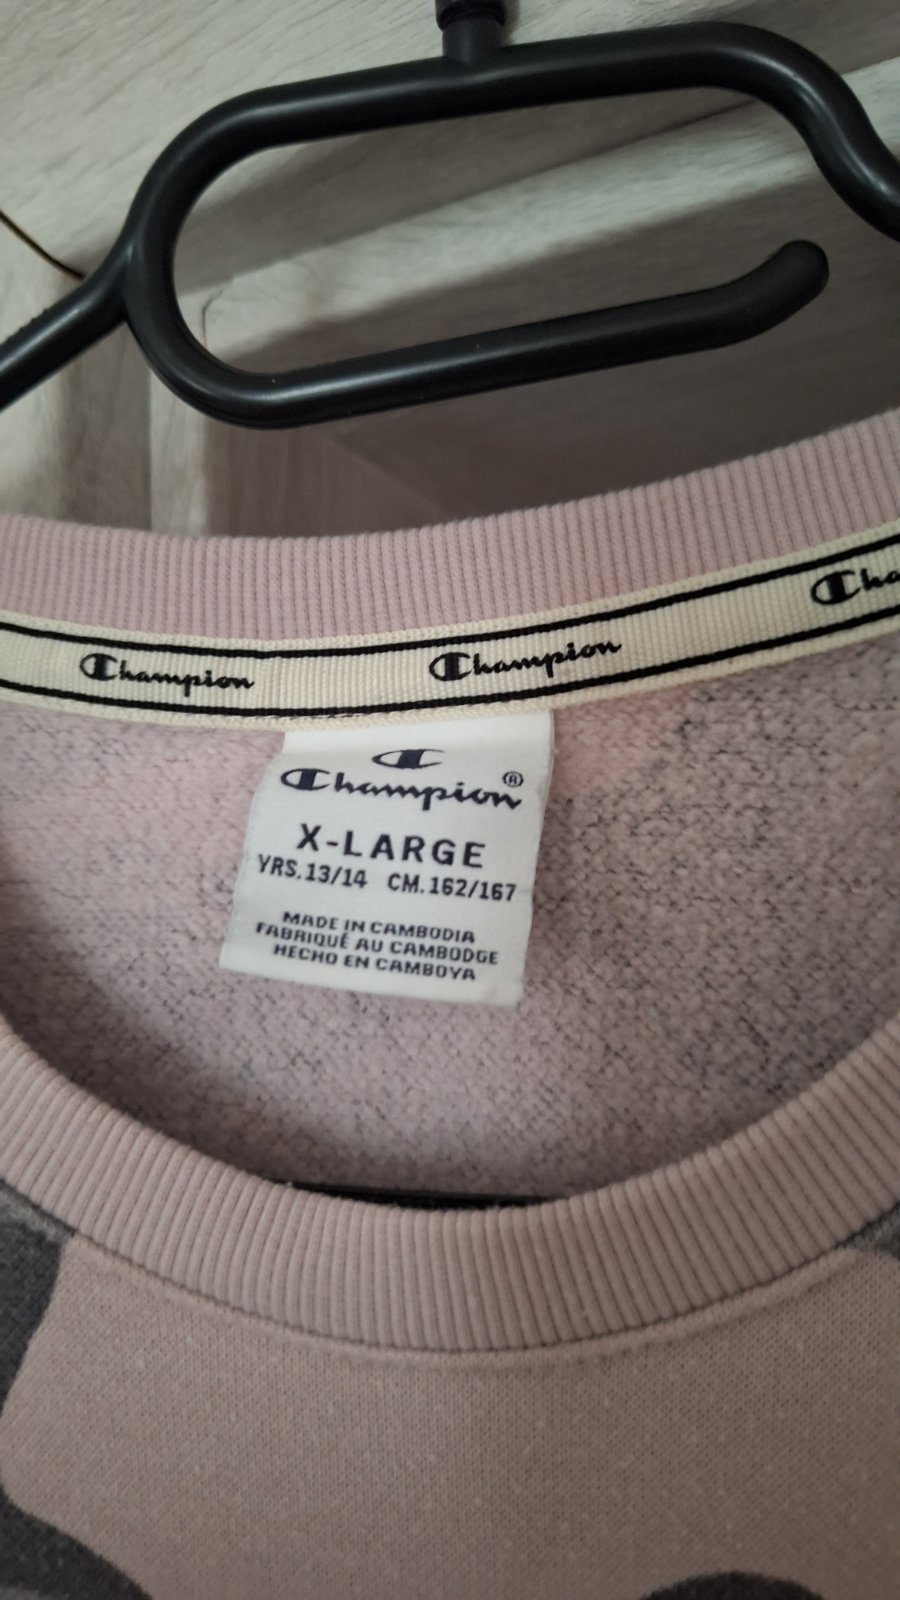 Champion Champion Cha
Champion®
X-LARGE
YRS.13/14 CM.162/167
MADE IN CAMBODIA
FABRIQUÉ AU CAMBODGE
HECHO EN CAMBOYA